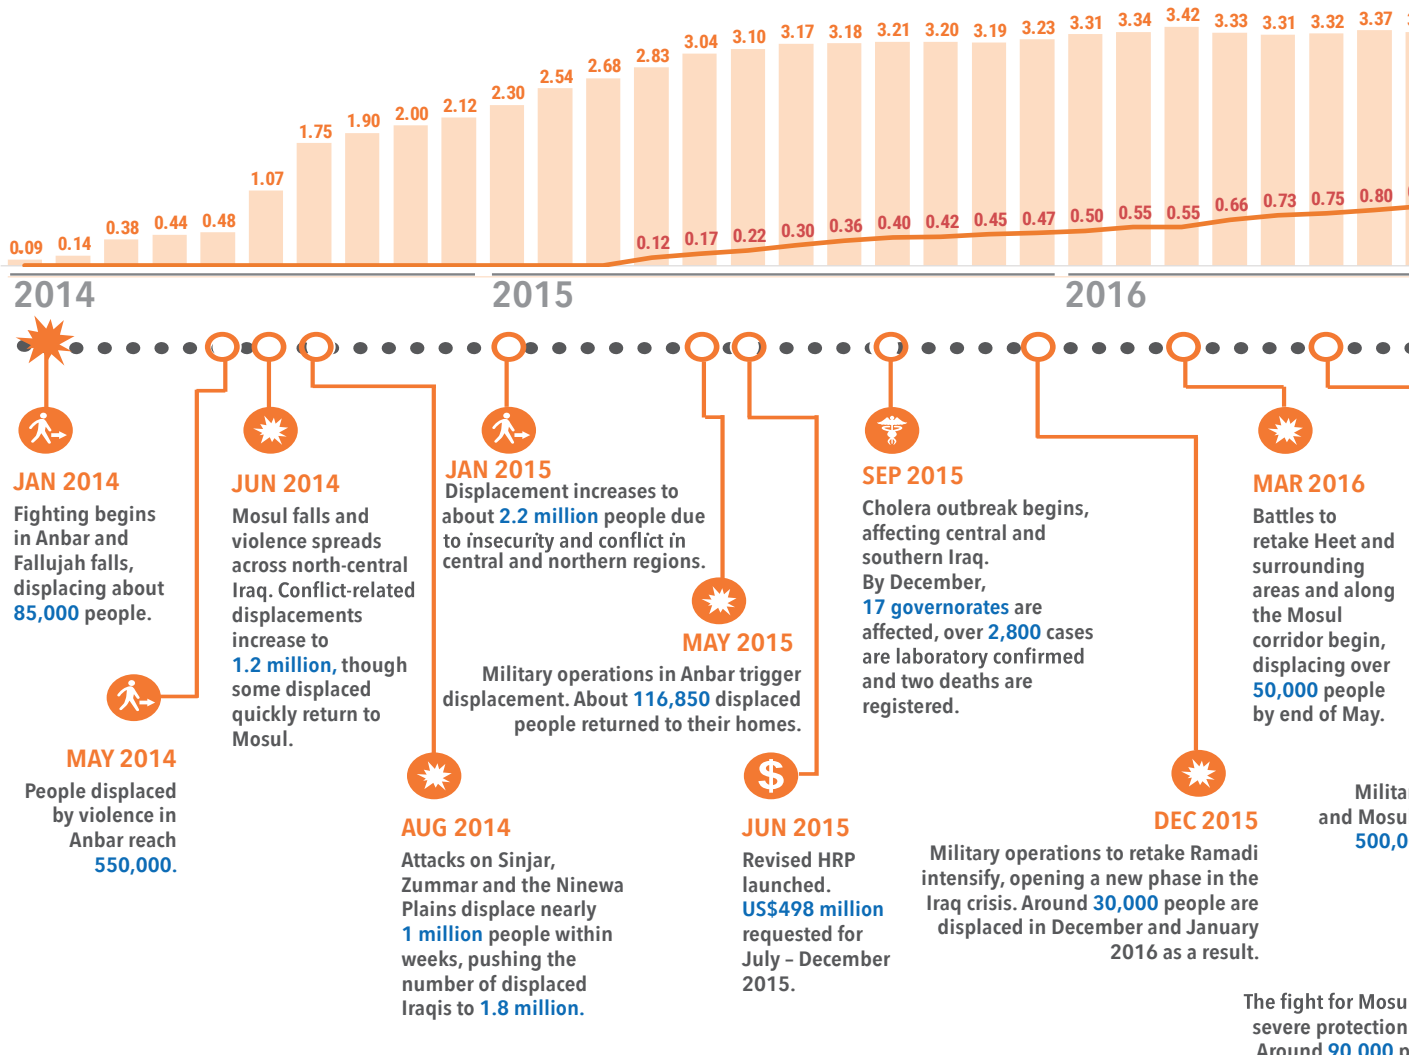 0.09 0.14 0.38 0.44 0.48 1.07 1.75 1.90 2.00 2.12 2.30 2.54 2.68 2.83 3.04 3.10 3.17 3.18 3.21 3.20 3.19 3.23 3.31 3.34 3.42 3.33 3.31 3.32 3.37
0.12 0.17 0.22 0.30 0.36 0.40 0.42 0.45 0.47 0.50 0.55 0.55 0.66 0.73 0.75 0.80
2014 2015 2016
JAN 2014
Fighting begins
in Anbar and
Fallujah falls,
displacing about
85,000 people.
MAY 2014
People displaced
by violence in
Anbar reach
550,000.
JUN 2014
Mosul falls and
violence spreads
across north-central
Iraq. Conflict-related
displacements
increase to
1.2 million, though
some displaced
quickly return to
Mosul.
AUG 2014
Attacks on Sinjar,
Zummar and the Ninewa
Plains displace nearly
1 million people within
weeks, pushing the
number of displaced
Iraqis to 1.8 million.
JAN 2015
Displacement increases to
about 2.2 million people due
to insecurity and conflict in
central and northern regions.
MAY 2015
Military operations in Anbar trigger
displacement. About 116,850 displaced
people returned to their homes.
$
JUN 2015
Revised HRP
launched.
US$498 million
requested for
July – December
2015.
SEP 2015
Cholera outbreak begins,
affecting central and
southern Iraq.
By December,
17 governorates are
affected, over 2,800 cases
are laboratory confirmed
and two deaths are
registered.
DEC 2015
Military operations to retake Ramadi
intensify, opening a new phase in the
Iraq crisis. Around 30,000 people are
displaced in December and January
2016 as a result.
MAR 2016
Battles to
retake Heet and
surrounding
areas and along
the Mosul
corridor begin,
displacing over
50,000 people
by end of May.
Milita
and Mosu
500,0
The fight for Mosu
severe protection
Around 90,000 p